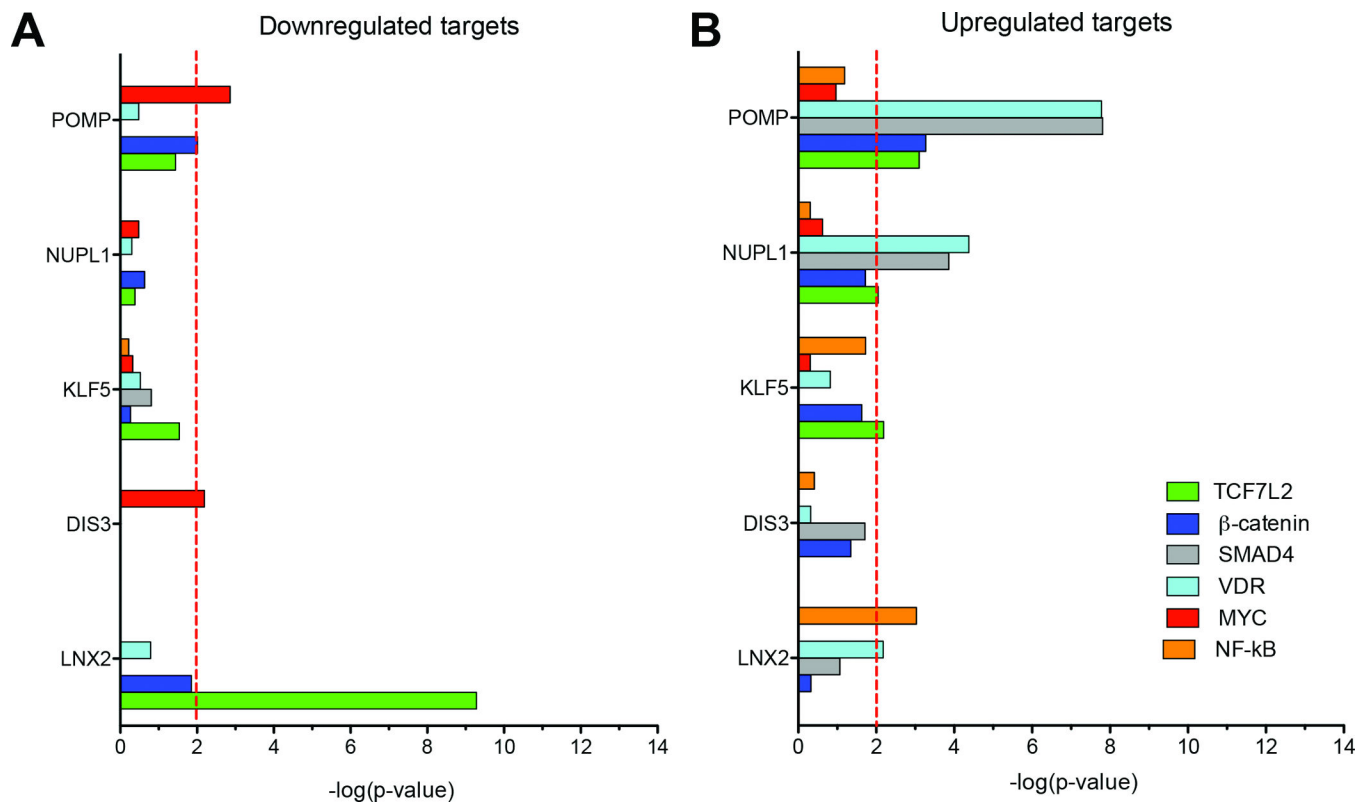 A
Downregulated targets
POMP
NUPL1
KLF5
DIS3
LNX2
0 2 4 6 8 10 12 14
-log(p-value)
B
Upregulated targets
POMP
NUPL1
KLF5
DIS3
LNX2
0 2 4 6 8 10 12 14
-log(p-value)
TCF7L2
β-catenin
SMAD4
VDR
MYC
NF-kB